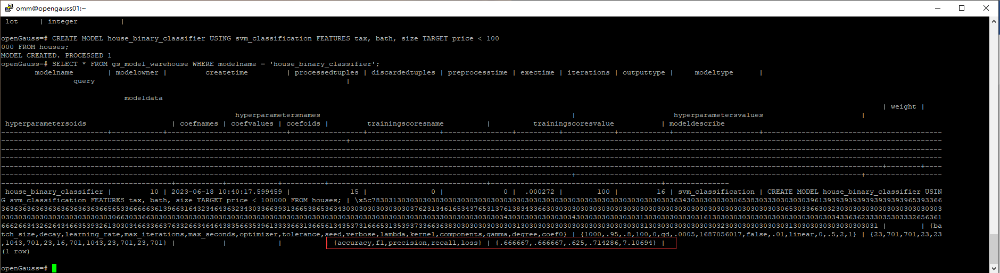 omm@opengauss01:~
lot | integer |
openGauss=# CREATE MODEL house_binary_classifier USING svm_classification FEATURES tax, bath, size TARGET price < 100
000 FROM houses;
MODEL CREATED. PROCESSED 1
openGauss=# SELECT * FROM gs_model_warehouse WHERE modelname = 'house_binary_classifier';
modelname | modelowner | createtime | processedtuples | discardedtuples | preprocesstime | exectime | iterations | outputtype | modeltype |
query |
modeldata
| weight |
hyperparametersnames | hyperparametersvalues |
hyperparametersoids | coefnames | coefvalues | coefoids | trainingscoresname | trainingscoresvalue | modeldescribe
house_binary_classifier | 10 | 2023-06-18 10:40:17.599459 | 15 | 0 | 0 | .000272 | 100 | 16 | svm_classification | CREATE MODEL house_binary_classifier USIN
G svm_classification FEATURES tax, bath, size TARGET price < 100000 FROM houses; |
| | {ba
tch_size,decay,learning_rate,max_iterations,max_seconds,optimizer,tolerance,seed,verbose,lambda,kernel,components,gamma,degree,coef0} | {1000,.95,.8,100,0,gd,.0005,1687056017,false,.01,linear,0,.5,2,1} | {23,701,701,23,23
,1043,701,23,16,701,1043,23,701,23,701} | | | | {accuracy,f1,precision,recall,loss} | {.666667,.666667,.625,.714286,7.10694} |
(1 row)
openGauss=#